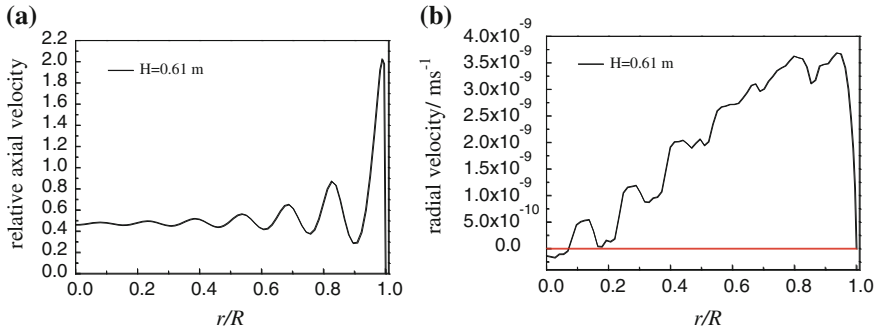 (a)
relative axial velocity
2.2
2.0
1.8
1.6
1.4
1.2
1.0
0.8
0.6
0.4
0.2
0.0
H=0.61 m
0.0 0.2 0.4 0.6 0.8 1.0
r/R
(b)
radial velocity/ ms⁻¹
4.0x10⁻⁹
3.5x10⁻⁹
3.0x10⁻⁹
2.5x10⁻⁹
2.0x10⁻⁹
1.5x10⁻⁹
1.0x10⁻⁹
5.0x10⁻¹⁰
0.0
H=0.61 m
0.0 0.2 0.4 0.6 0.8 1.0
r/R